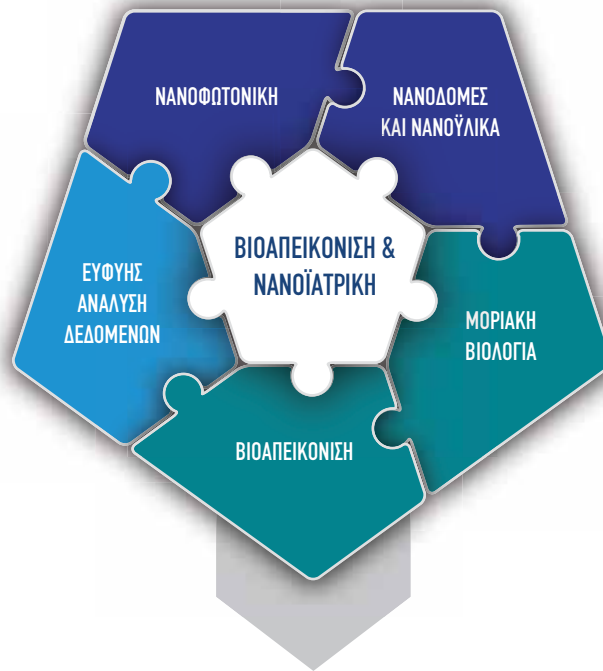 ΝΑΝΟΦΩΤΟΝΙΚΗ
ΝΑΝΟΔΟΜΕΣ
ΚΑΙ ΝΑΝΟΫΛΙΚΑ
ΒΙΟΑΠΕΙΚΟΝΙΣΗ &
ΝΑΝΟΪΑΤΡΙΚΗ
ΕΥΦΥΗΣ
ΑΝΑΛΥΣΗ
ΔΕΔΟΜΕΝΩΝ
ΜΟΡΙΑΚΗ
ΒΙΟΛΟΓΙΑ
ΒΙΟΑΠΕΙΚΟΝΙΣΗ